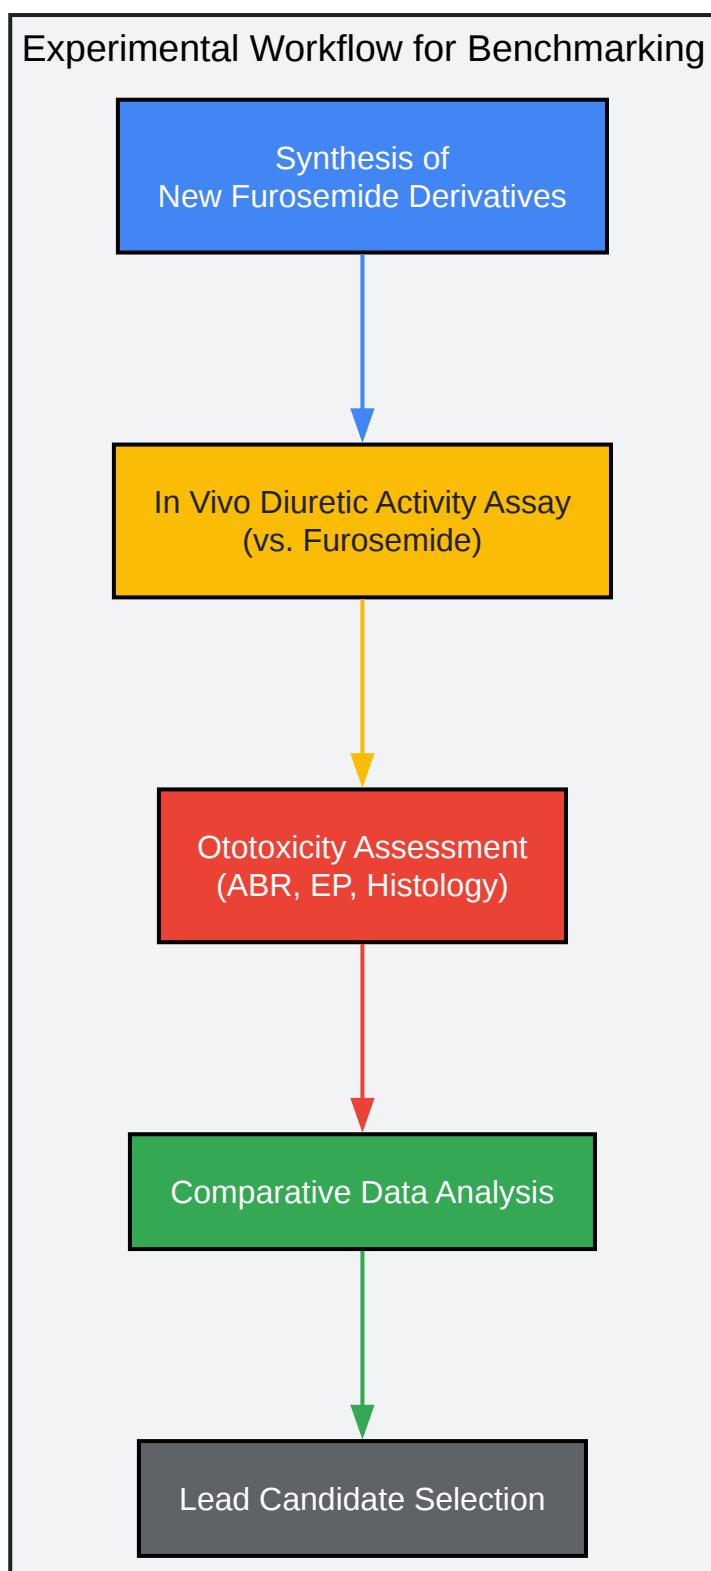 Experimental Workflow for Benchmarking
Synthesis of
New Furosemide Derivatives
In Vivo Diuretic Activity Assay
(vs. Furosemide)
Ototoxicity Assessment
(ABR, EP, Histology)
Comparative Data Analysis
Lead Candidate Selection